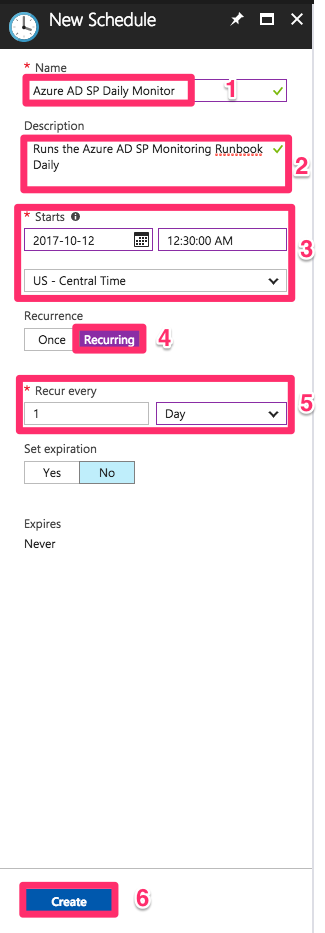 New Schedule
* Name
Azure AD SP Daily Monitor
1
Description
Runs the Azure AD SP Monitoring Runbook
Daily
2
* Starts
2017-10-12 12:30:00 AM
3
US - Central Time
Recurrence
Once Recurring 4
* Recur every
1 Day
5
Set expiration
Yes No
Expires
Never
Create 6